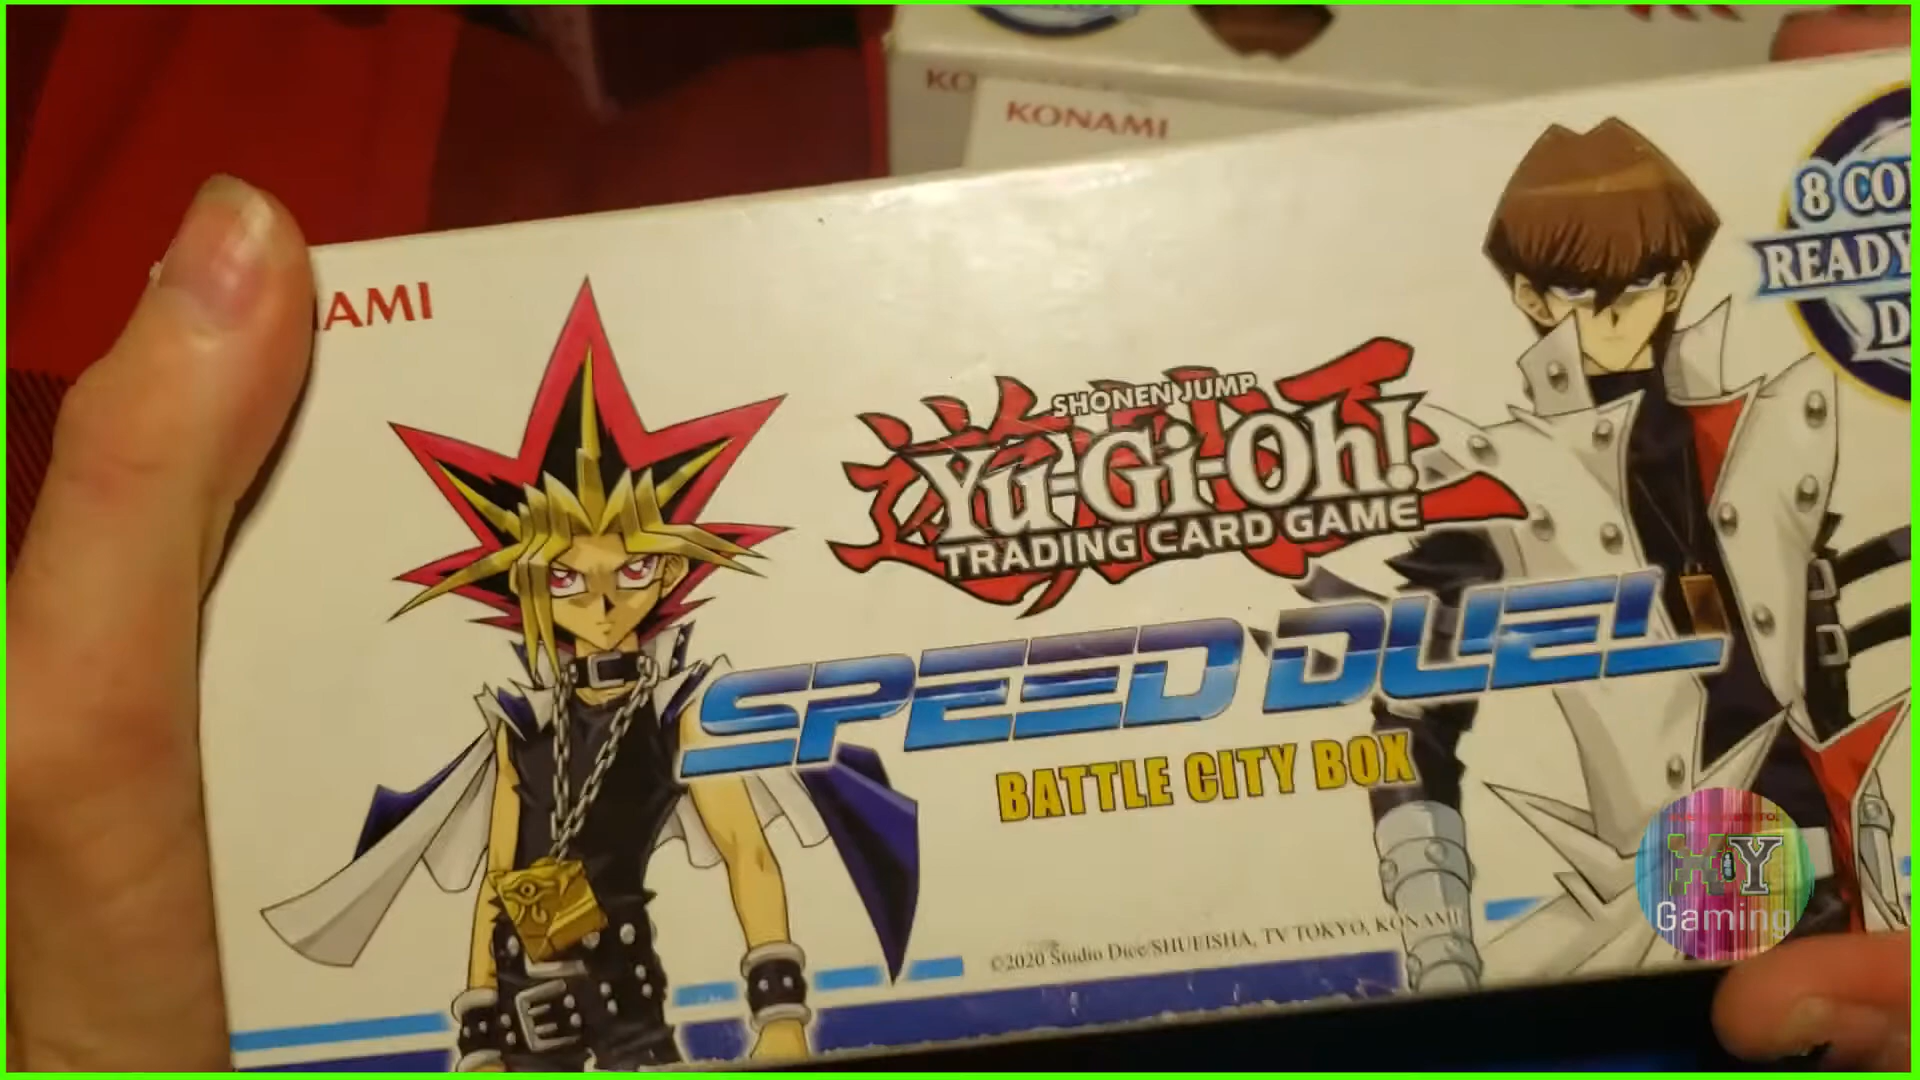 KO
KONAMI
AMI
8 CO
READY
D
SHONEN JUMP
Yu-Gi-Oh!
TRADING CARD GAME
SPEED DUEL
BATTLE CITY BOX
©2020 Studio Dice/SHUEISHA, TV TOKYO, KONAMI
Gaming